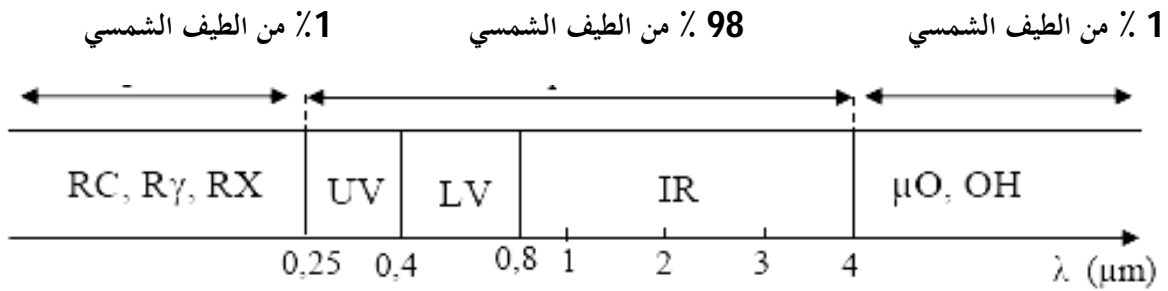 1٪ من الطيف الشمسي 98 ٪ من الطيف الشمسي 1 ٪ من الطيف الشمسي
RC, Rγ, RX UV LV IR μO, OH
0,25 0,4 0,8 1 2 3 4 λ (μm)